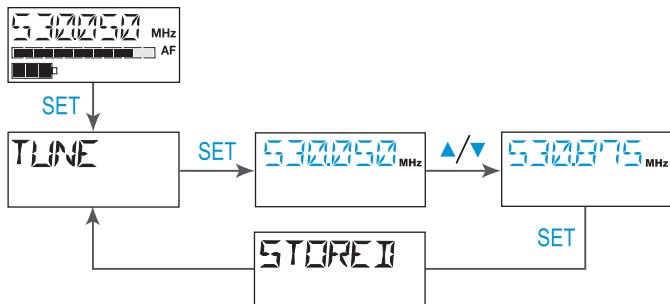 530.050 MHz
AF
SET
TUNE
SET
530.050 MHz
▲/▼
530.875 MHz
SET
STORED